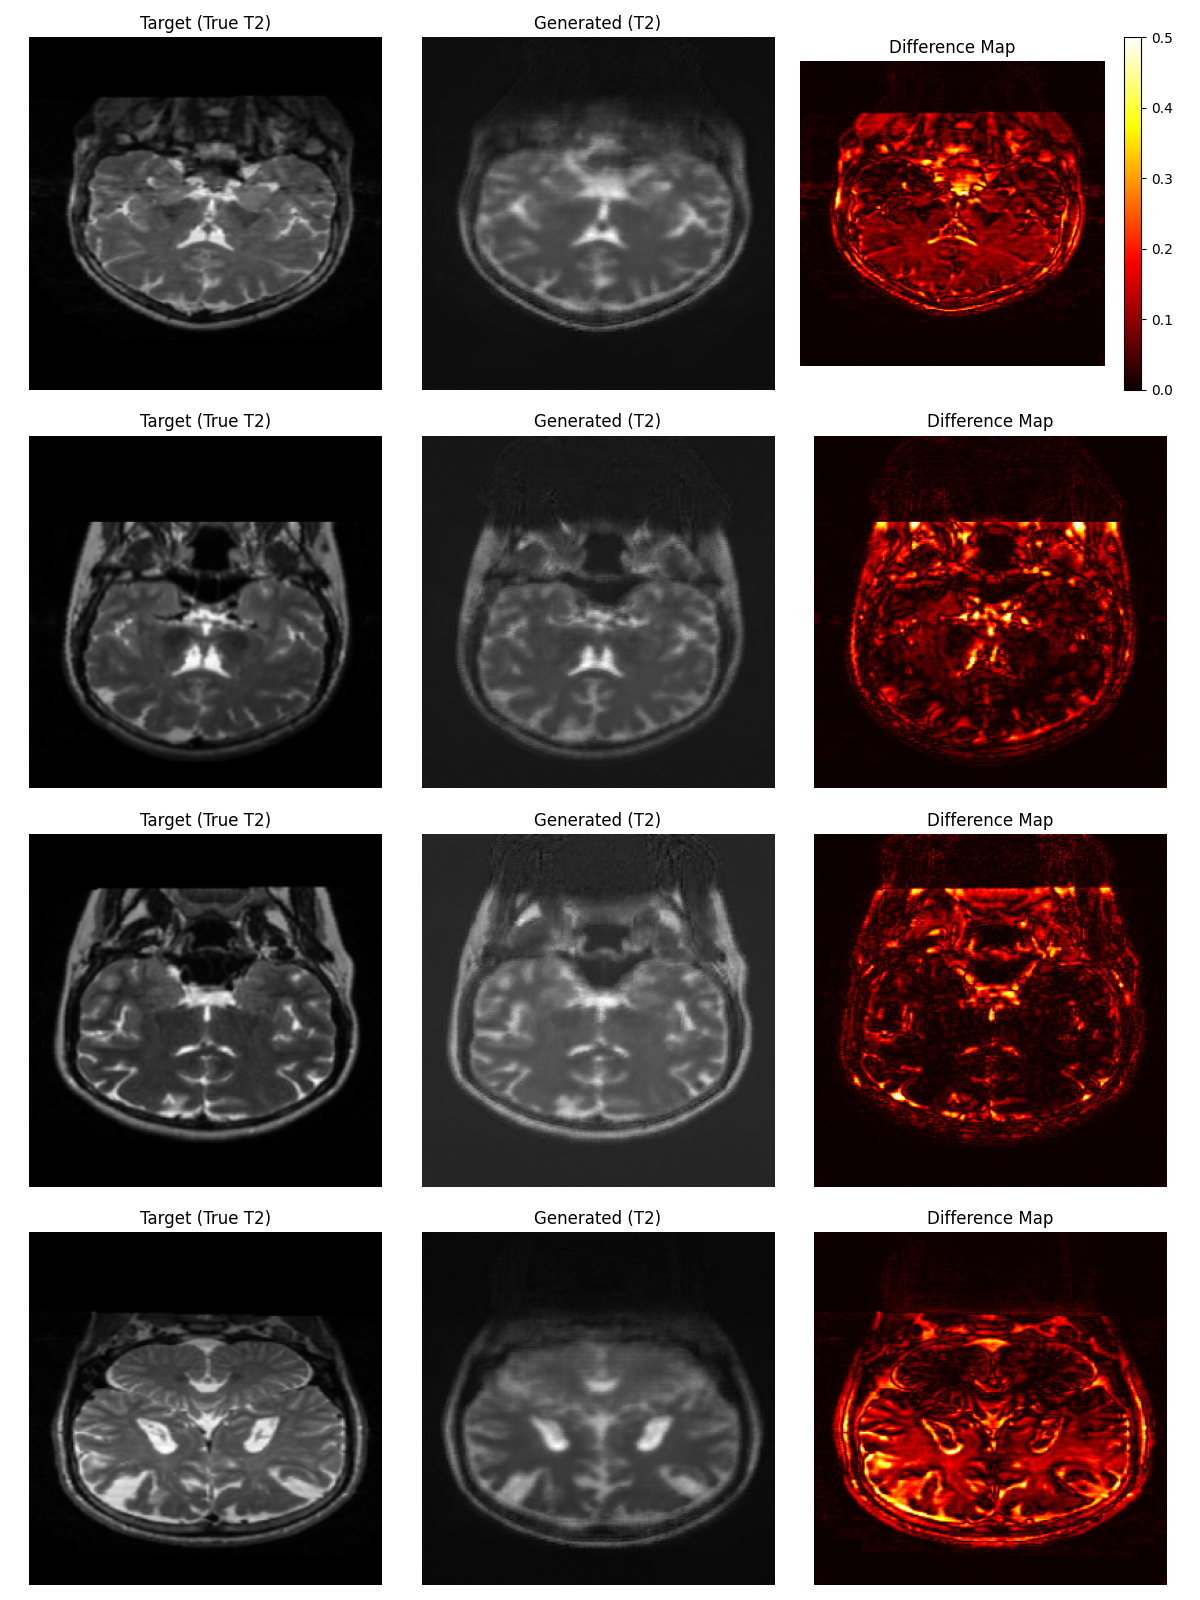 Target (True T2)
Generated (T2)
Difference Map
0.5
0.4
0.3
0.2
0.1
0.0
Target (True T2)
Generated (T2)
Difference Map
Target (True T2)
Generated (T2)
Difference Map
Target (True T2)
Generated (T2)
Difference Map